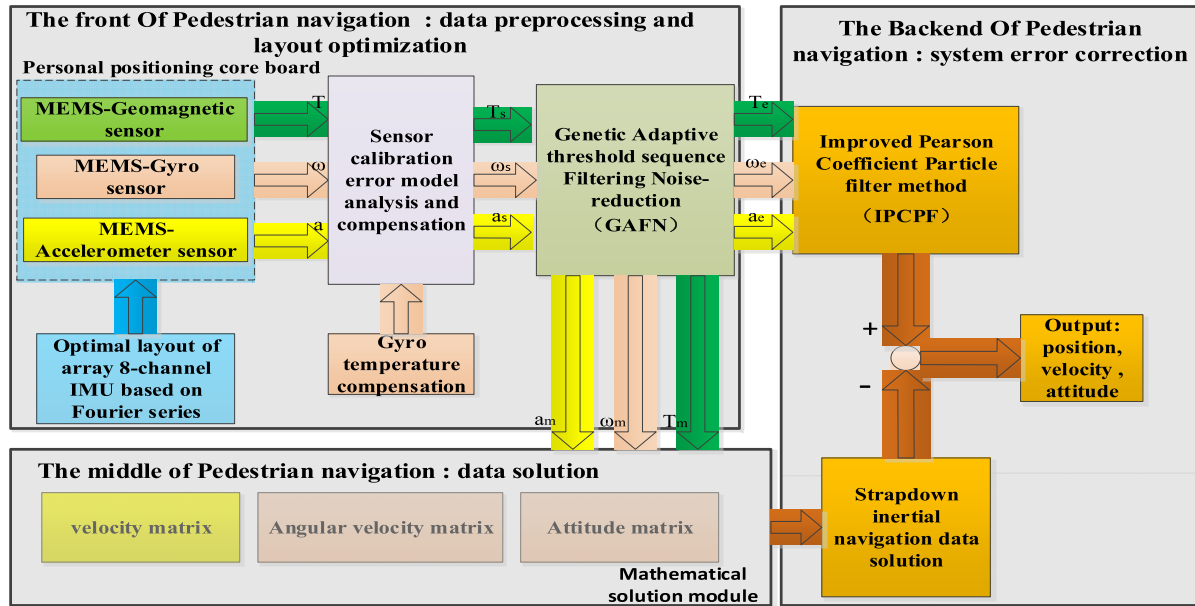 The front Of Pedestrian navigation : data preprocessing and
layout optimization
Personal positioning core board
MEMS-Geomagnetic
sensor
MEMS-Gyro
sensor
MEMS-
Accelerometer sensor
T
ω
a
Sensor
calibration
error model
analysis and
compensation
Ts
ωs
as
Genetic Adaptive
threshold sequence
Filtering Noise-
reduction
（GAFN）
Te
ωe
ae
Optimal layout of
array 8-channel
IMU based on
Fourier series
Gyro
temperature
compensation
am
ωm
Tm
The middle of Pedestrian navigation : data solution
velocity matrix
Angular velocity matrix
Attitude matrix
Mathematical
solution module
The Backend Of Pedestrian
navigation : system error correction
Improved Pearson
Coefficient Particle
filter method
（IPCPF）
+
−
Output:
position,
velocity ,
attitude
Strapdown
inertial
navigation data
solution